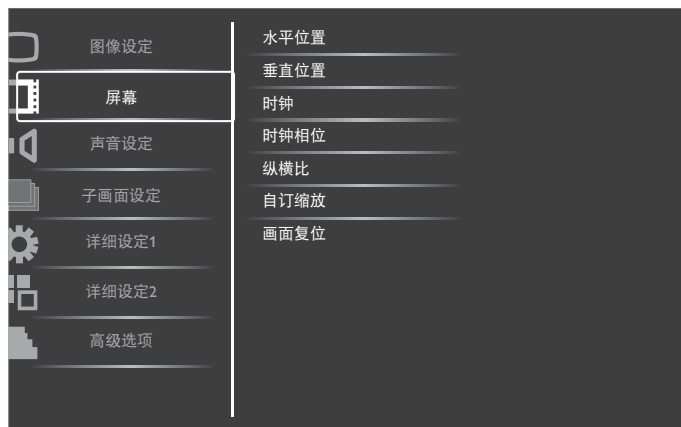 图像设定
屏幕
声音设定
子画面设定
详细设定1
详细设定2
高级选项
水平位置
垂直位置
时钟
时钟相位
纵横比
自订缩放
画面复位